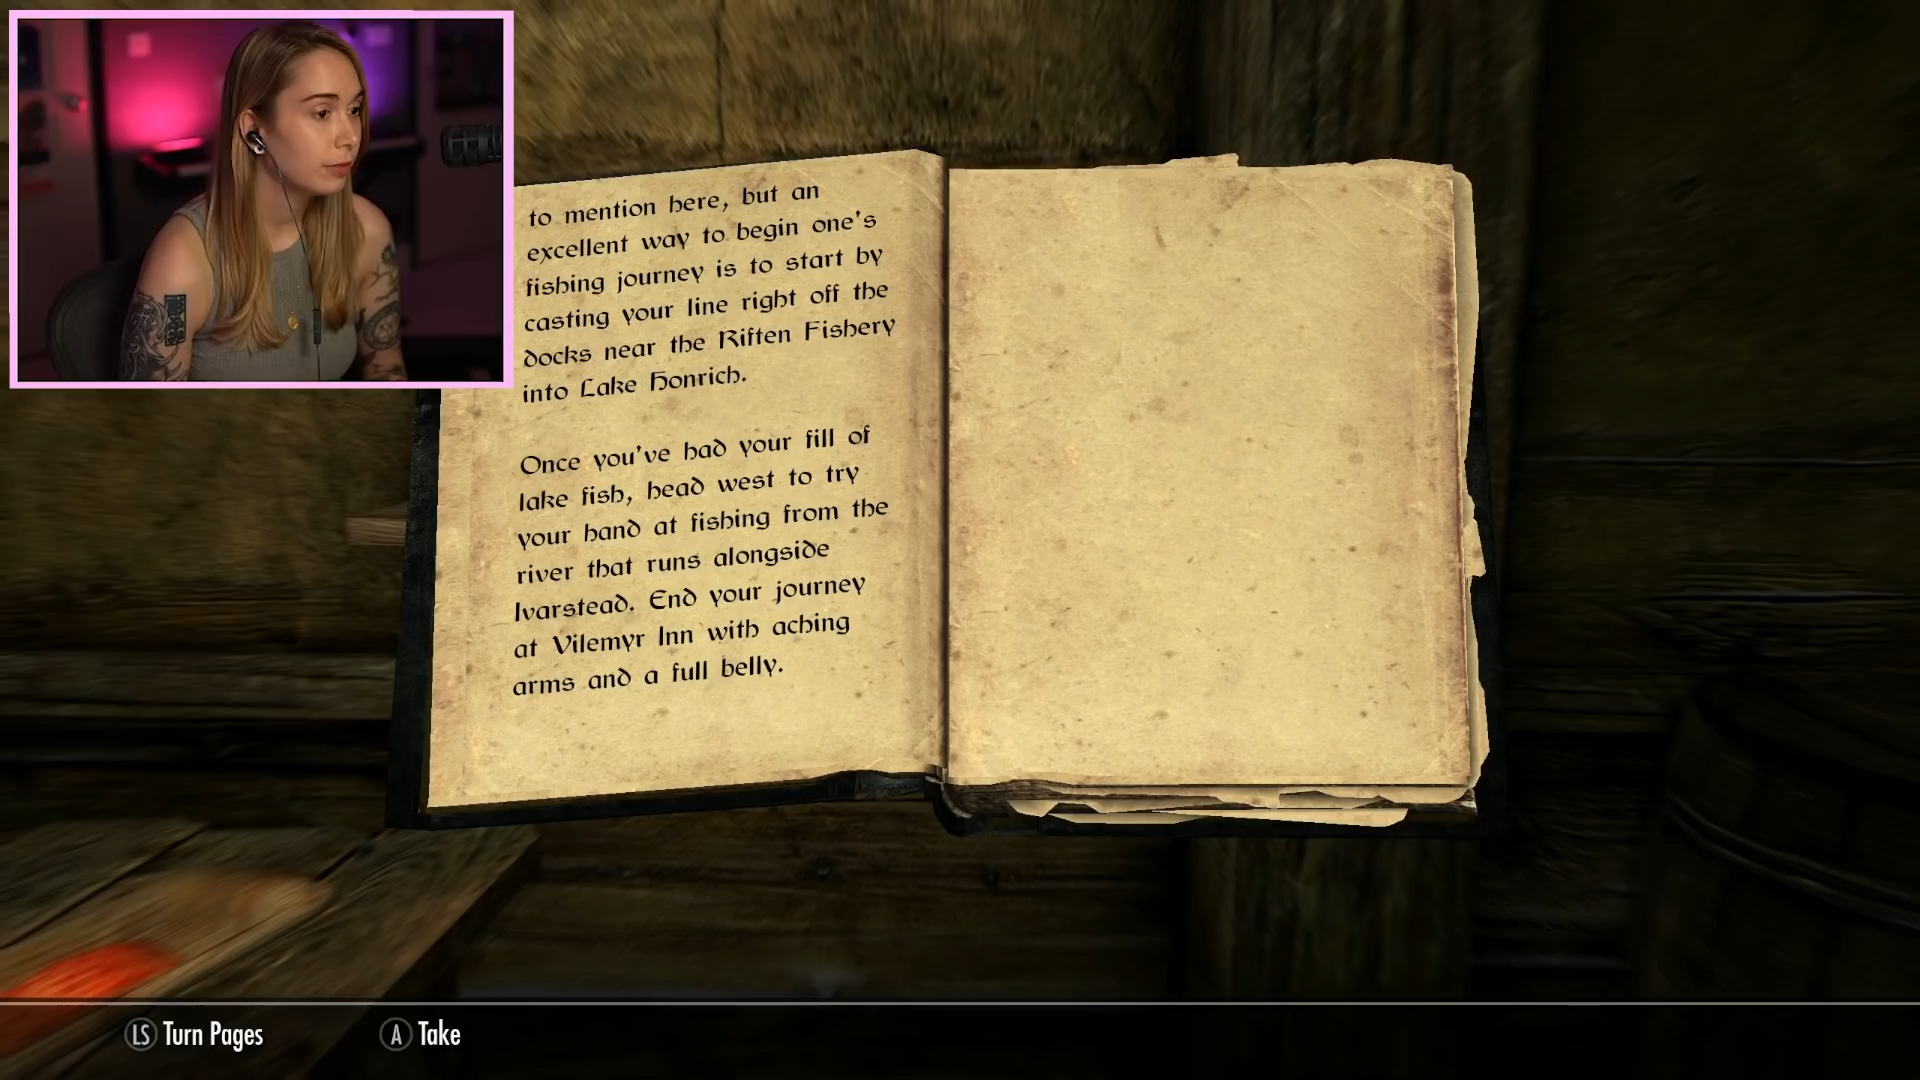 to mention here, but an
excellent way to begin one's
fishing journey is to start by
casting your line right off the
docks near the Riften Fishery
into Lake Honrich.
Once you've had your fill of
lake fish, head west to try
your hand at fishing from the
river that runs alongside
Ivarstead. End your journey
at Vilemyr Inn with aching
arms and a full belly.
LS Turn Pages
A Take